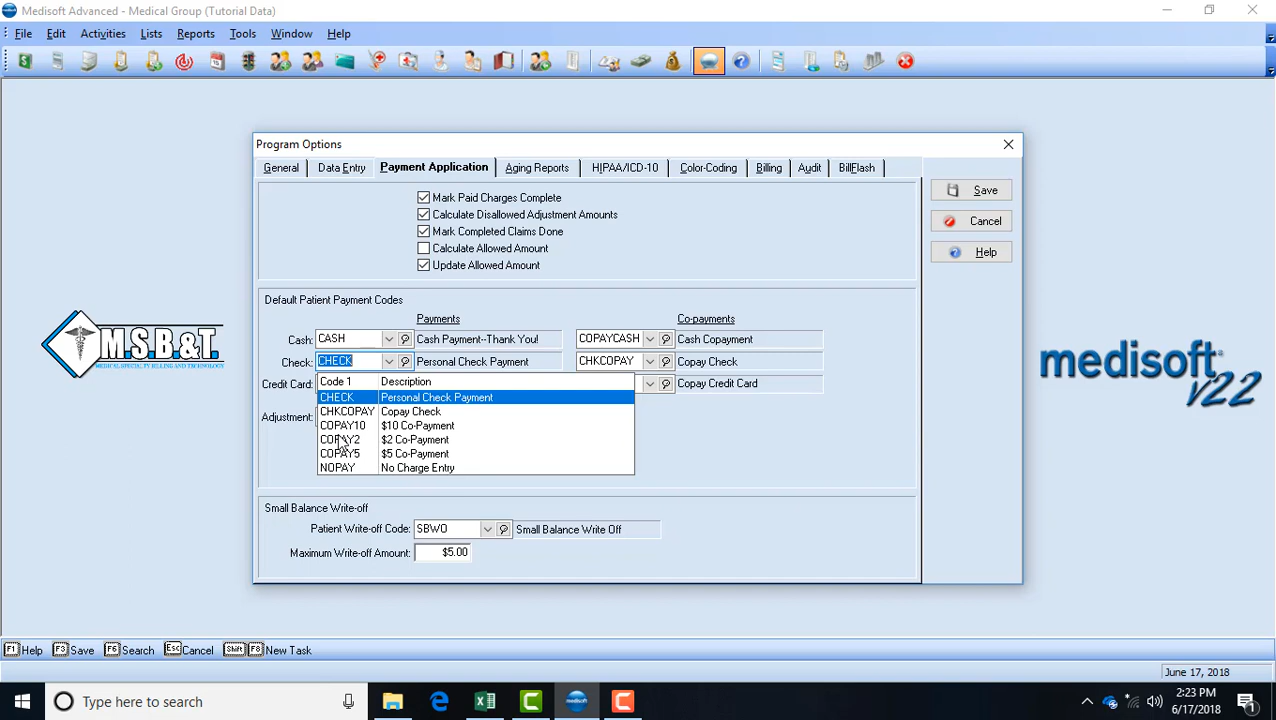 Medisoft Advanced - Medical Group (Tutorial Data)
File Edit Activities Lists Reports Tools Window Help
Program Options
General Data Entry Payment Application Aging Reports HIPAA/ICD-10 Color-Coding Billing Audit BillFlash
Mark Paid Charges Complete
Calculate Disallowed Adjustment Amounts
Mark Completed Claims Done
Calculate Allowed Amount
Update Allowed Amount
Save
Cancel
Help
Default Patient Payment Codes
Payments Co-payments
Cash: CASH Cash Payment--Thank You! COPAYCASH Cash Copayment
Check: CHECK Personal Check Payment CHKCOPAY Copay Check
Credit Card: Copay Credit Card
Adjustment:
Code 1 Description
CHECK Personal Check Payment
CHKCOPAY Copay Check
COPAY10 $10 Co-Payment
COPAY2 $2 Co-Payment
COPAY5 $5 Co-Payment
NOPAY No Charge Entry
Small Balance Write-off
Patient Write-off Code: SBWO Small Balance Write Off
Maximum Write-off Amount: $5.00
M.S.B.&T.
MEDICAL SPECIALTY BILLING AND TECHNOLOGY
medisoft
v22
F1 Help F3 Save F6 Search Esc Cancel Shift F8 New Task
June 17, 2018
Type here to search
medisoft
2:23 PM
6/17/2018
1